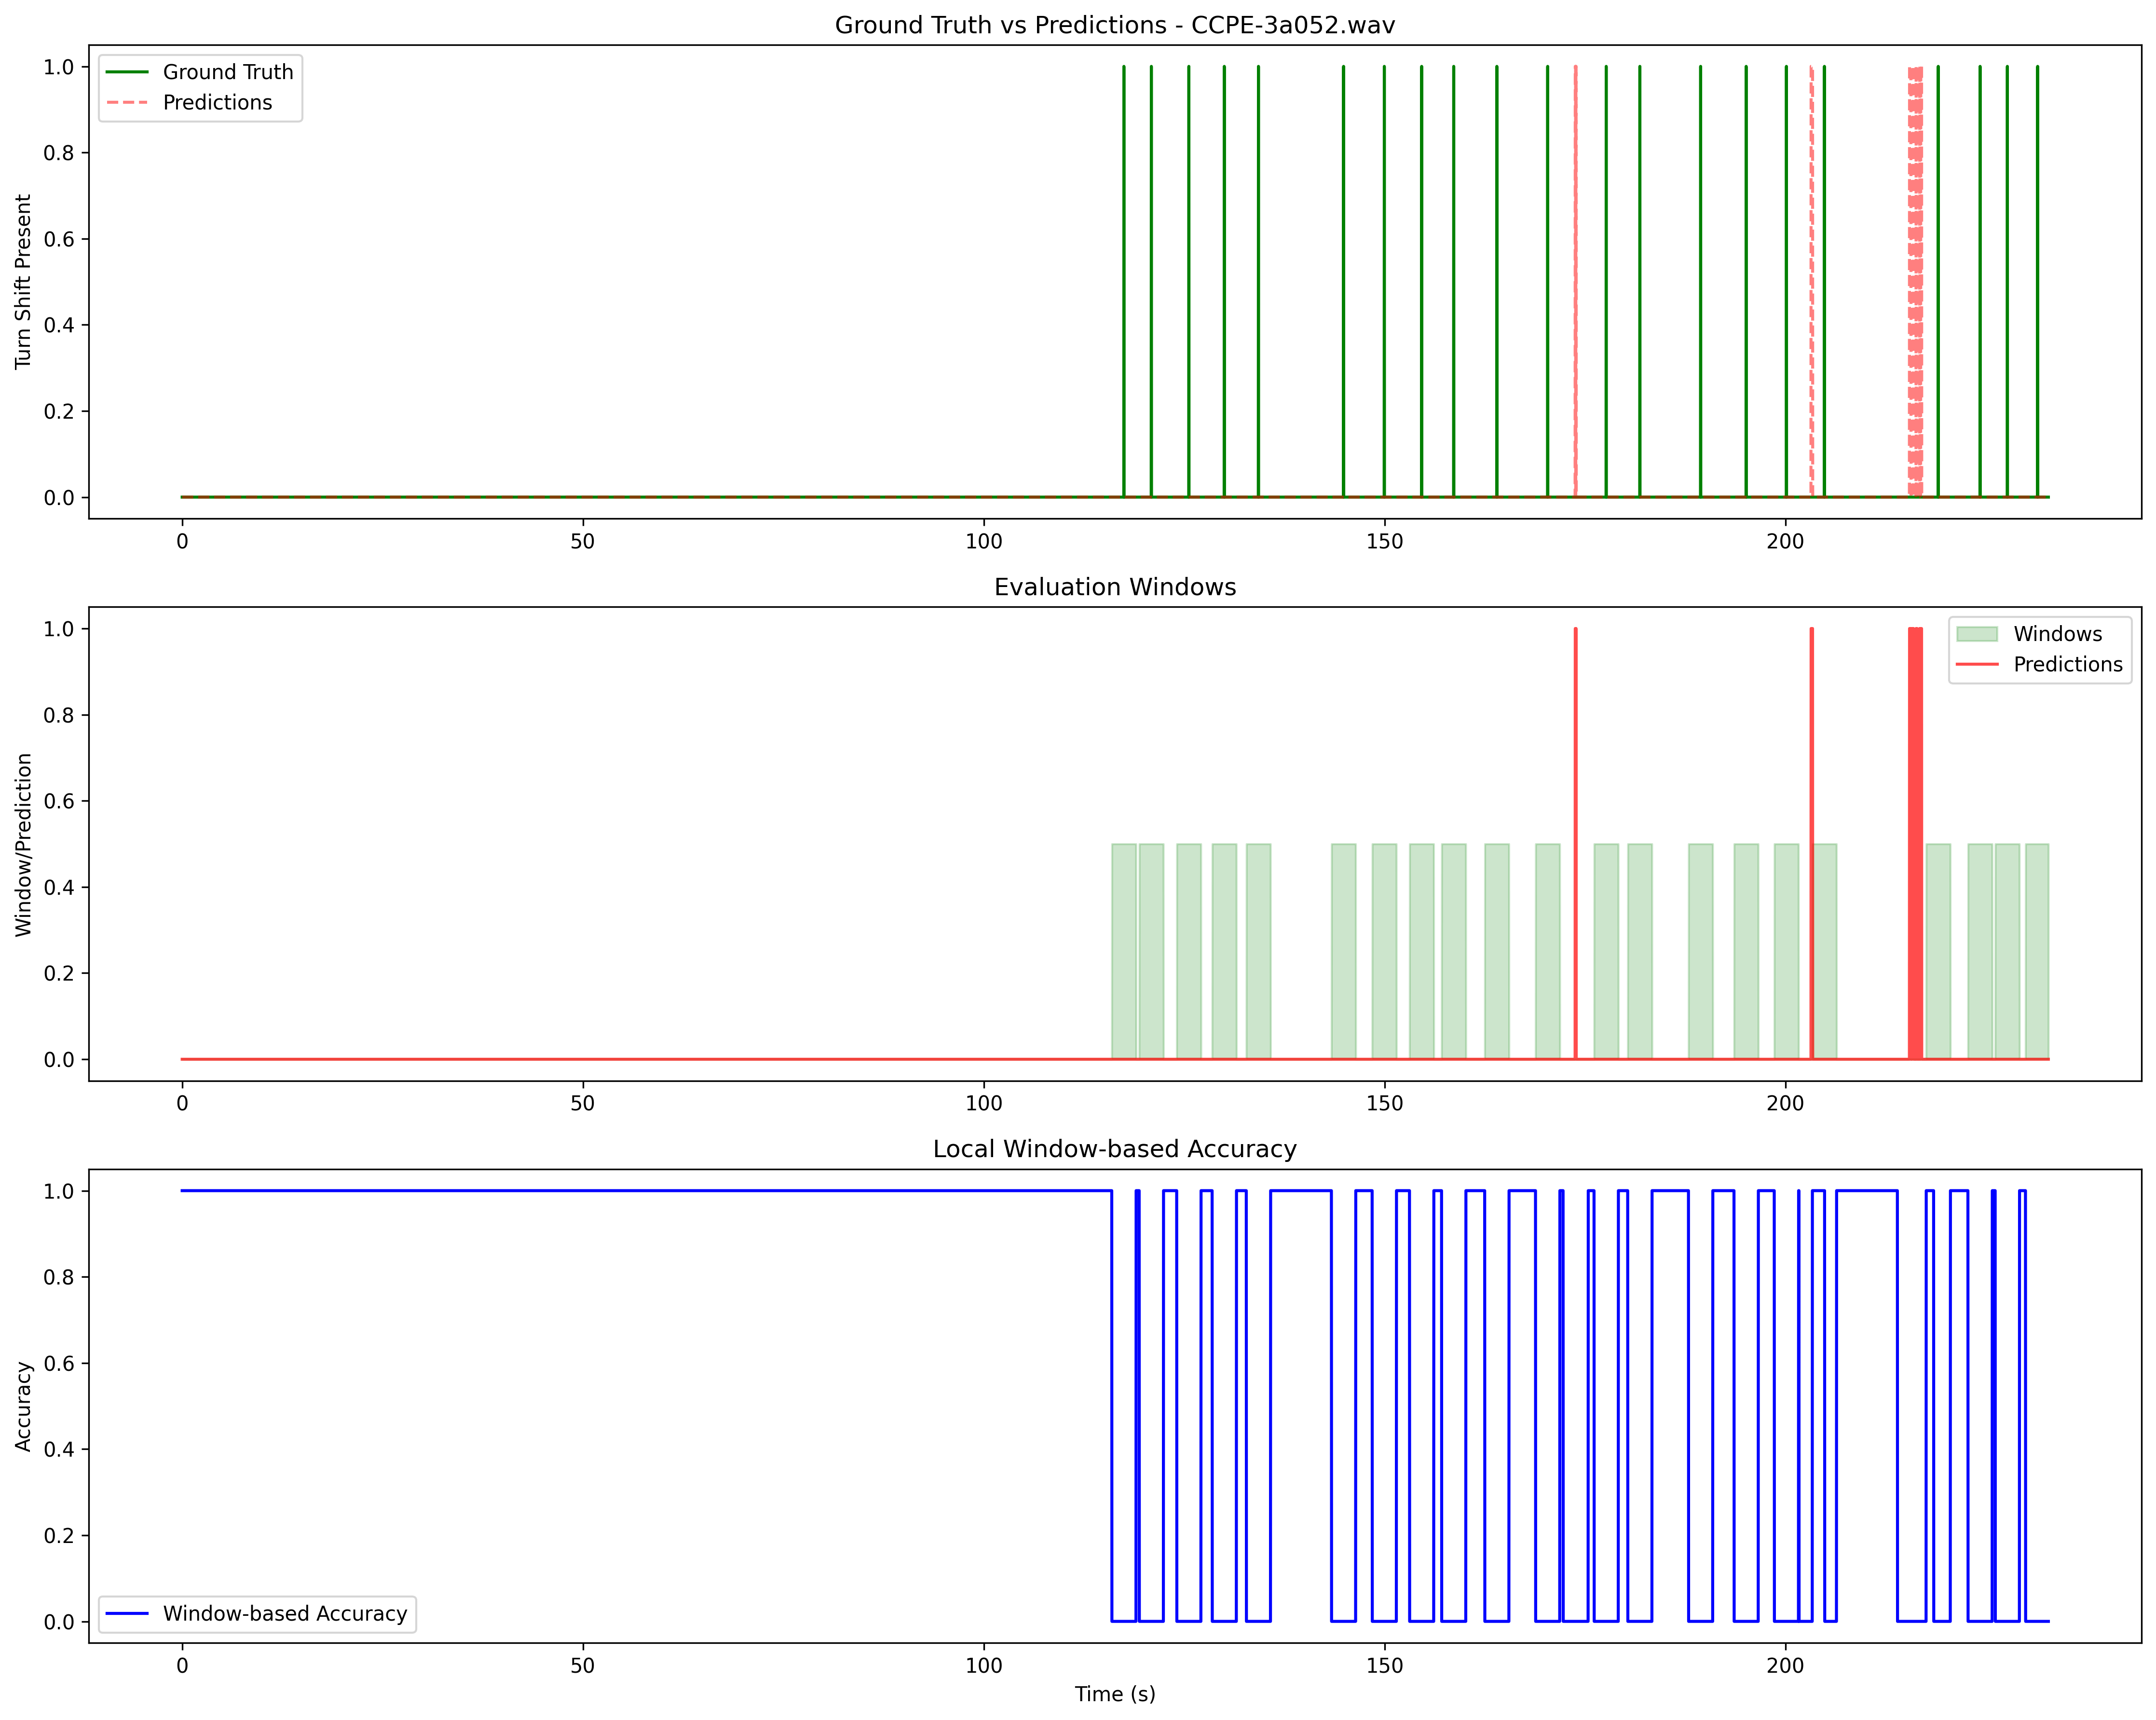 Ground Truth vs Predictions - CCPE-3a052.wav
Ground Truth
Predictions
Turn Shift Present
1.0
0.8
0.6
0.4
0.2
0.0
0 50 100 150 200
Evaluation Windows
Windows
Predictions
Window/Prediction
1.0
0.8
0.6
0.4
0.2
0.0
0 50 100 150 200
Local Window-based Accuracy
Accuracy
1.0
0.8
0.6
0.4
0.2
0.0
Window-based Accuracy
0 50 100 150 200
Time (s)